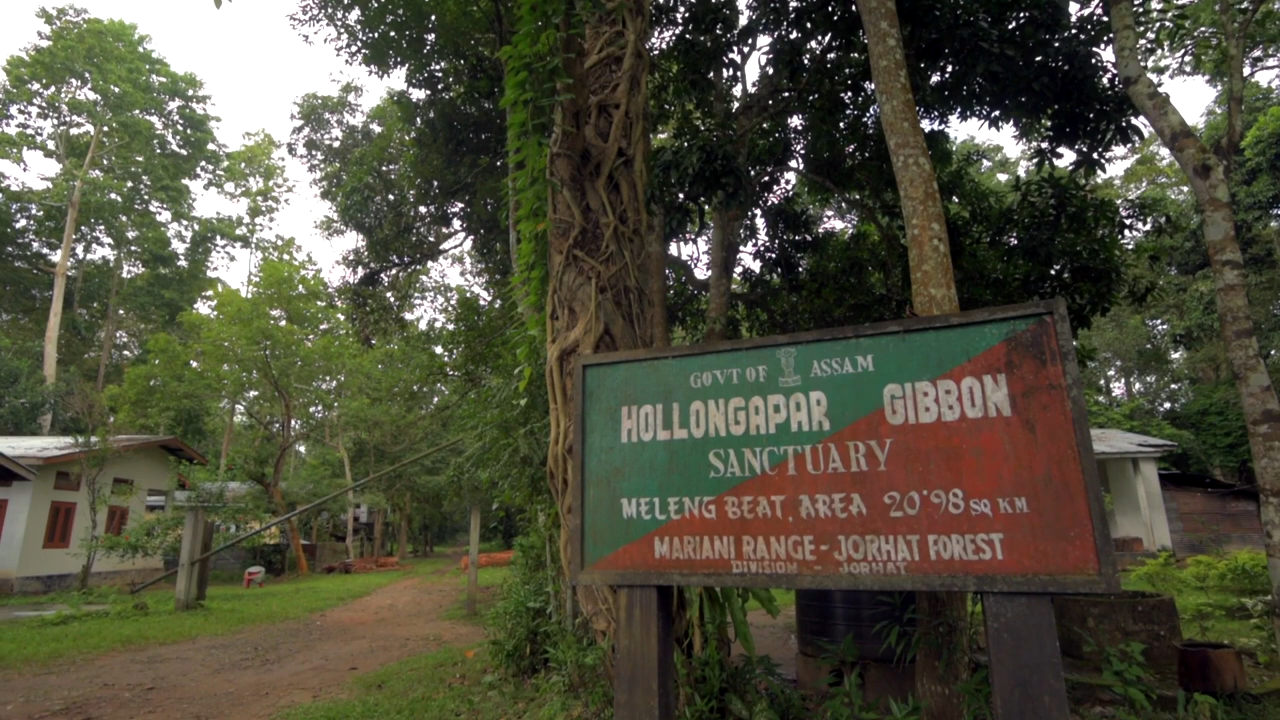 GOVT OF ASSAM
HOLLONGAPAR GIBBON
SANCTUARY
MELENG BEAT, AREA 20.98 SQ KM
MARIANI RANGE - JORHAT FOREST
DIVISION - JORHAT